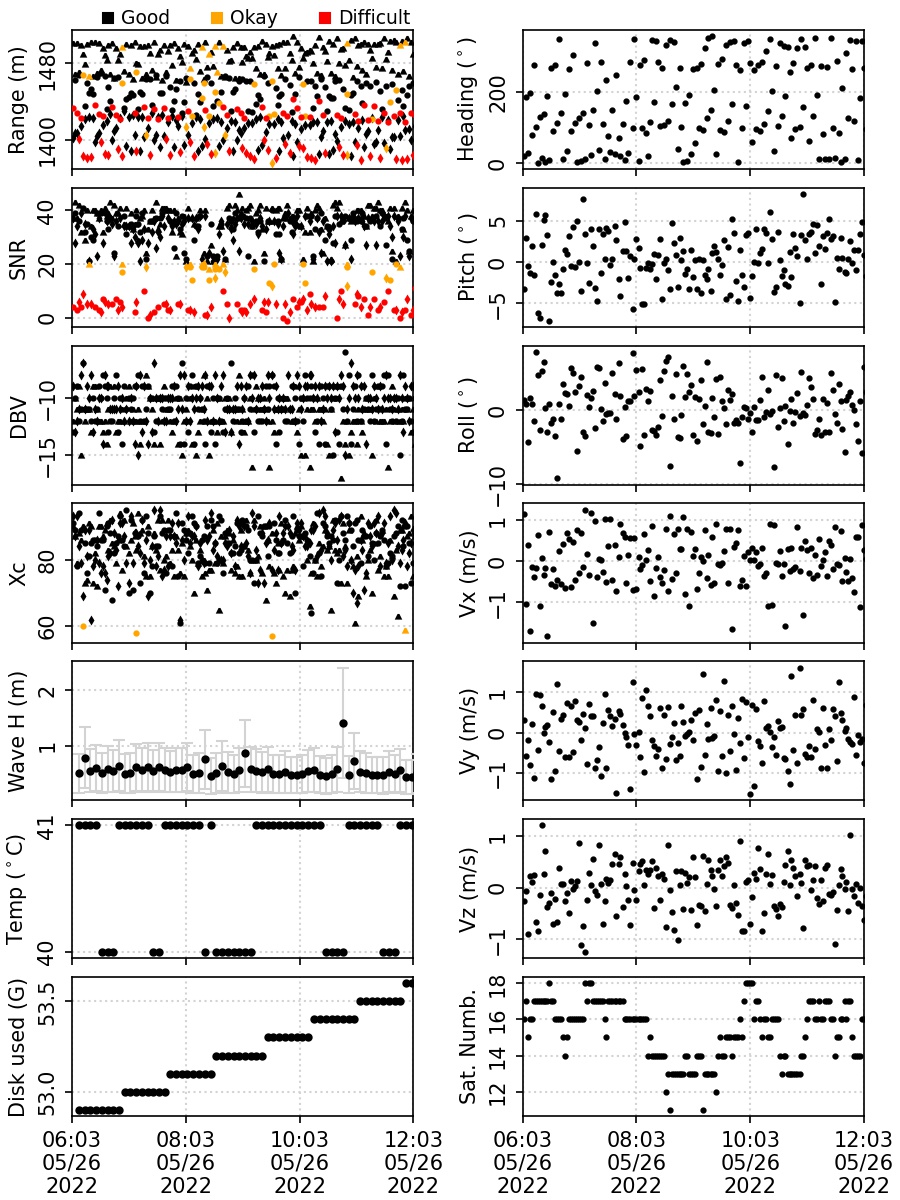 Good Okay Difficult
Range (m)
1480
1400
Heading (°)
200
0
SNR
40
20
0
Pitch (°)
5
0
−5
DBV
−10
−15
Roll (°)
0
−10
Xc
80
60
Vx (m/s)
1
0
−1
Wave H (m)
2
1
Vy (m/s)
1
0
−1
Temp (°C)
41
40
Vz (m/s)
1
0
−1
Disk used (G)
53.5
53.0
Sat. Numb.
18
16
14
12
06:03 08:03 10:03 12:03
05/26 05/26 05/26 05/26
2022 2022 2022 2022
06:03 08:03 10:03 12:03
05/26 05/26 05/26 05/26
2022 2022 2022 2022